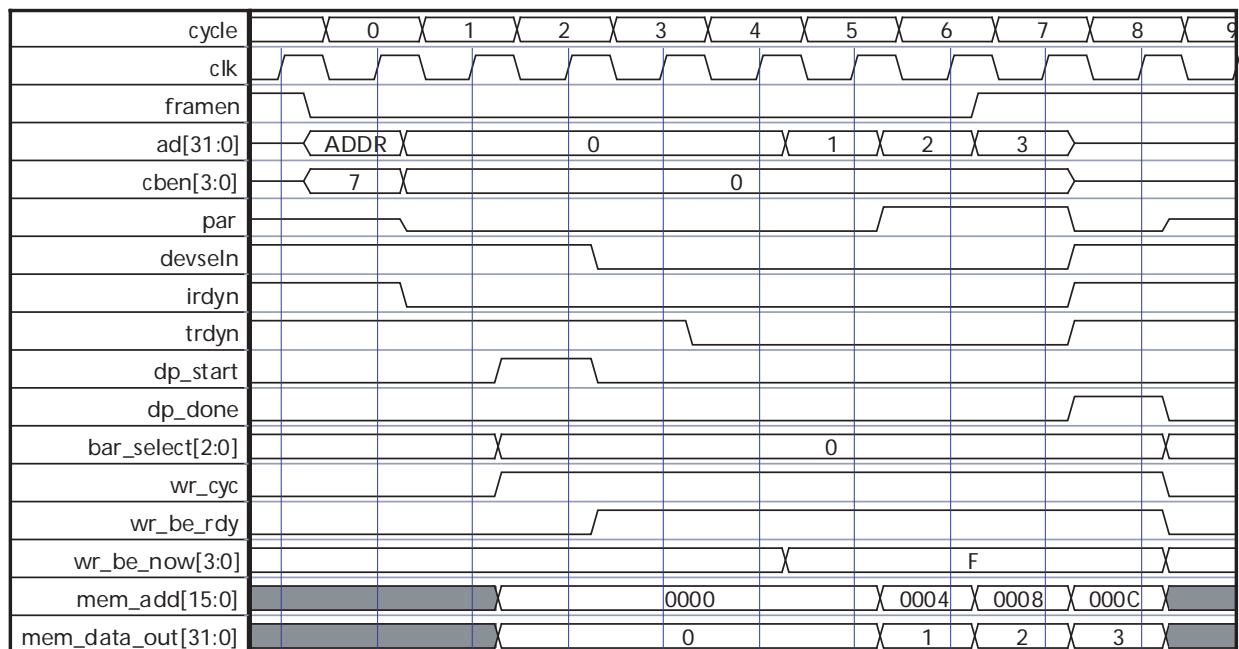 cycle 0 1 2 3 4 5 6 7 8 9
clk
framen
ad[31:0] ADDR 0 1 2 3
cben[3:0] 7 0
par
devseln
irdyn
trdyn
dp_start
dp_done
bar_select[2:0] 0
wr_cyc
wr_be_rdy
wr_be_now[3:0] F
mem_add[15:0] 0000 0004 0008 000C
mem_data_out[31:0] 0 1 2 3